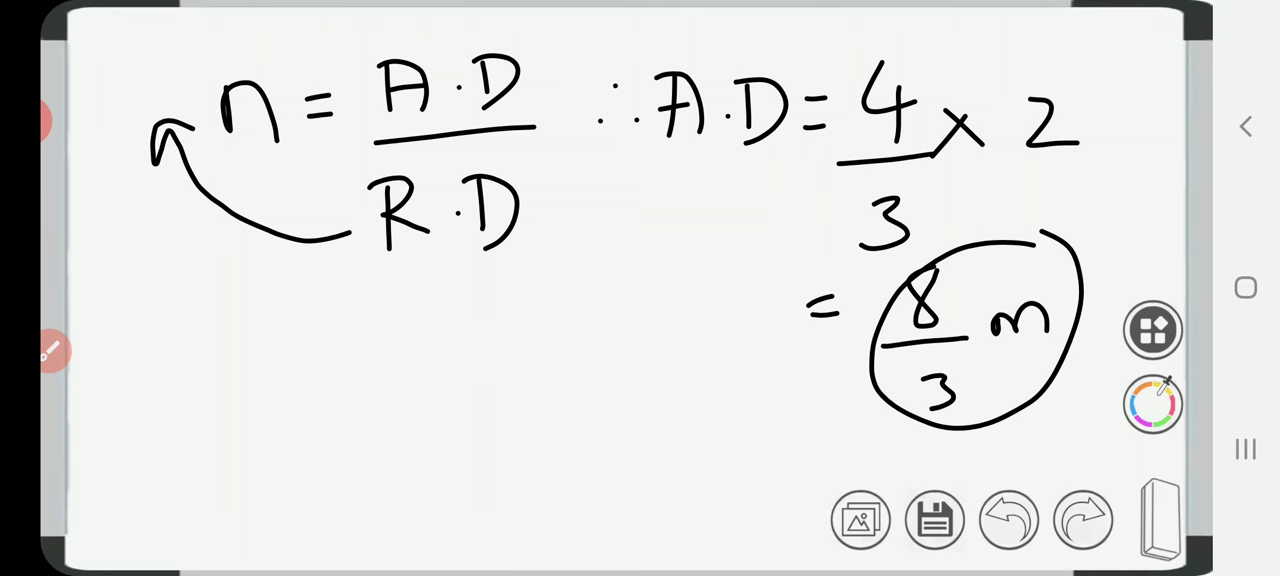 n = A.D / R.D ∴ A.D = 4/3 × 2
= 8/3 m